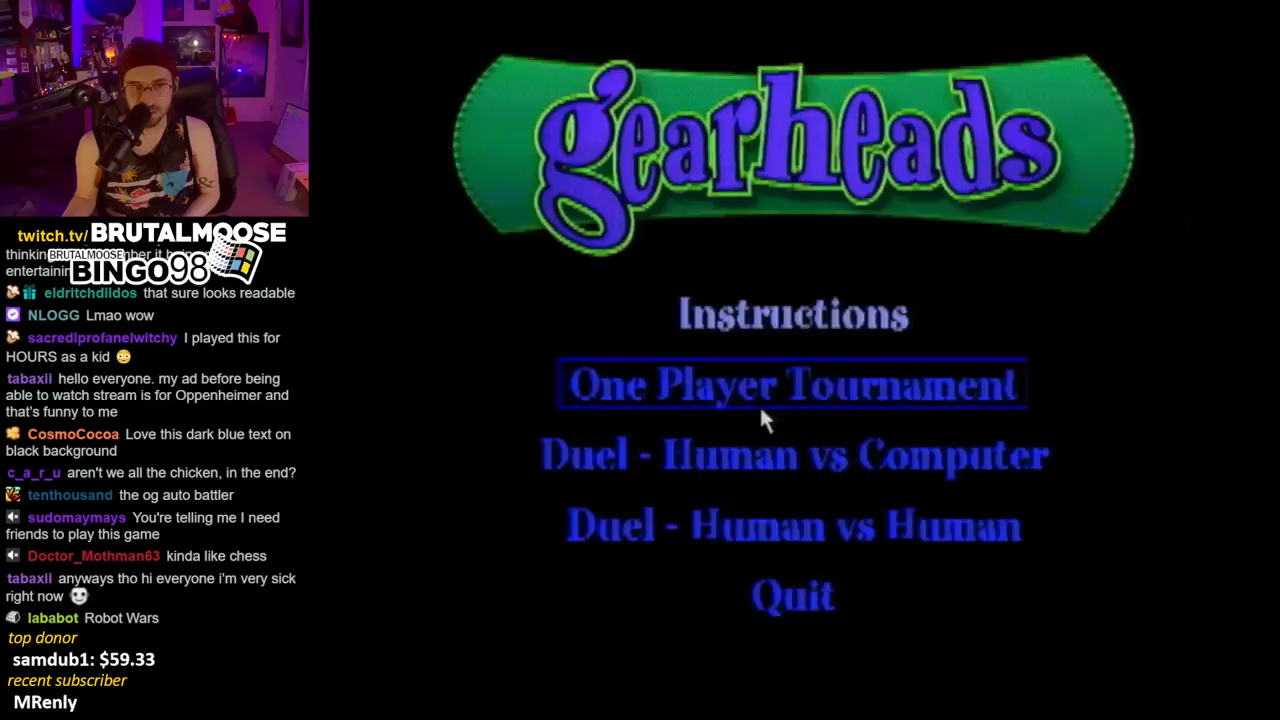 gearheads
Instructions
One Player Tournament
Duel - Human vs Computer
Duel - Human vs Human
Quit
twitch.tv/BRUTALMOOSE
BRUTALMOOSE
BINGO98
entertainin
eldritchdildos that sure looks readable
NLOGG Lmao wow
sacredlprofanelwitchy I played this for
HOURS as a kid
tabaxii hello everyone. my ad before being
able to watch stream is for Oppenheimer and
that's funny to me
CosmoCocoa Love this dark blue text on
black background
c_a_r_u aren't we all the chicken, in the end?
tenthousand the og auto battler
sudomaymays You're telling me I need
friends to play this game
Doctor_Mothman63 kinda like chess
tabaxii anyways tho hi everyone i'm very sick
right now
lababot Robot Wars
top donor
samdub1: $59.33
recent subscriber
MRenly